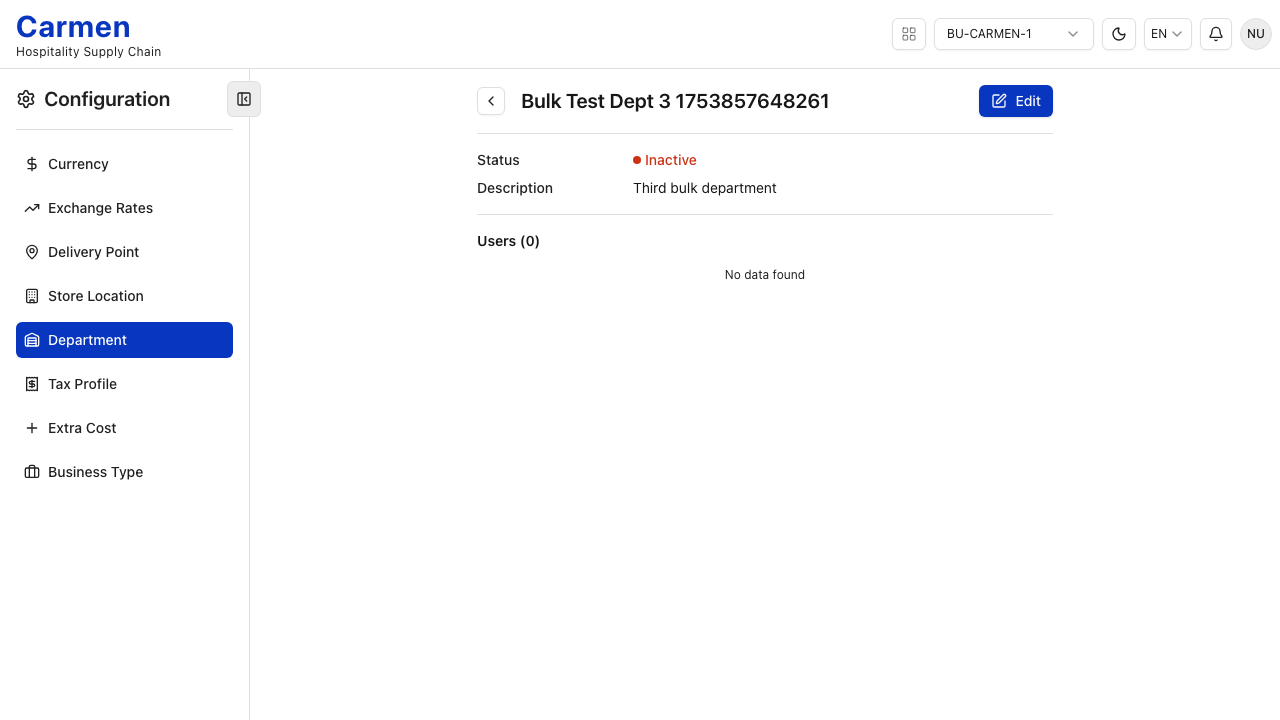 Carmen
Hospitality Supply Chain
BU-CARMEN-1
EN
NU
Configuration
Currency
Exchange Rates
Delivery Point
Store Location
Department
Tax Profile
Extra Cost
Business Type
Bulk Test Dept 3 1753857648261
Edit
Status
Inactive
Description
Third bulk department
Users (0)
No data found